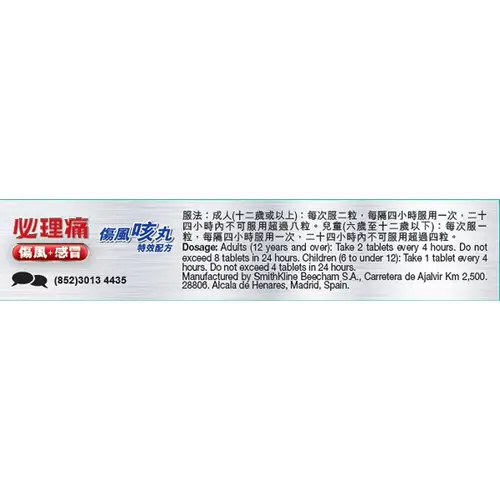 必理痛
傷風+感冒
(852)3013 4435
傷風咳丸
特效配方
服法：成人(十二歲或以上)：每次服二粒，每隔四小時服用一次，二十
四小時內不可服用超過八粒。兒童(六歲至十二歲以下)：每次服一
粒，每隔四小時服用一次，二十四小時內不可服用超過四粒。
Dosage: Adults (12 years and over): Take 2 tablets every 4 hours. Do not
exceed 8 tablets in 24 hours. Children (6 to under 12): Take 1 tablet every 4
hours. Do not exceed 4 tablets in 24 hours.
Manufactured by SmithKline Beecham S.A., Carretera de Ajalvir Km 2,500.
28806. Alcala de Henares, Madrid, Spain.